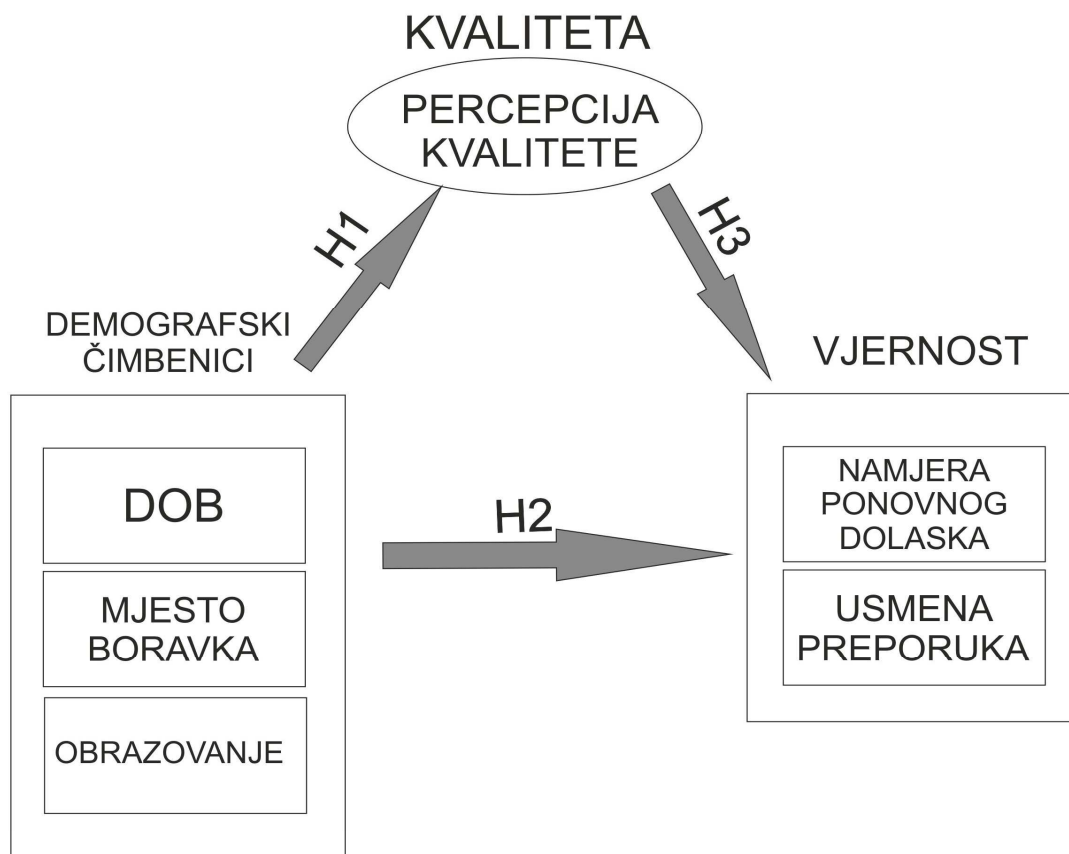 KVALITETA
PERCEPCIJA
KVALITETE
H1
H3
DEMOGRAFSKI
ČIMBENICI
VJERNOST
DOB
MJESTO
BORAVKA
OBRAZOVANJE
H2
NAMJERA
PONOVNOG
DOLASKA
USMENA
PREPORUKA